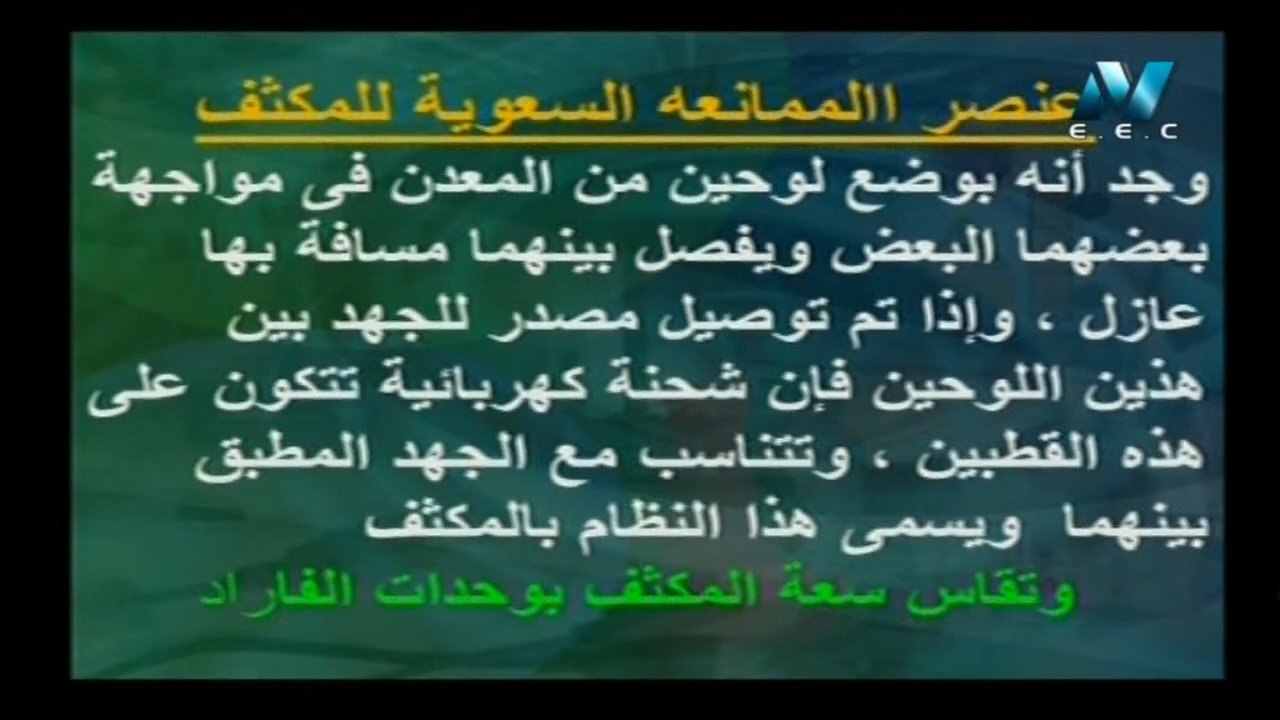 عنصر االممانعه السعوية للمكثف
E.E.C
وجد أنه بوضع لوحين من المعدن فى مواجهة
بعضهما البعض ويفصل بينهما مسافة بها
عازل ، وإذا تم توصيل مصدر للجهد بين
هذين اللوحين فإن شحنة كهربائية تتكون على
هذه القطبين ، وتتناسب مع الجهد المطبق
بينهما ويسمى هذا النظام بالمكثف
وتقاس سعة المكثف بوحدات الفاراد